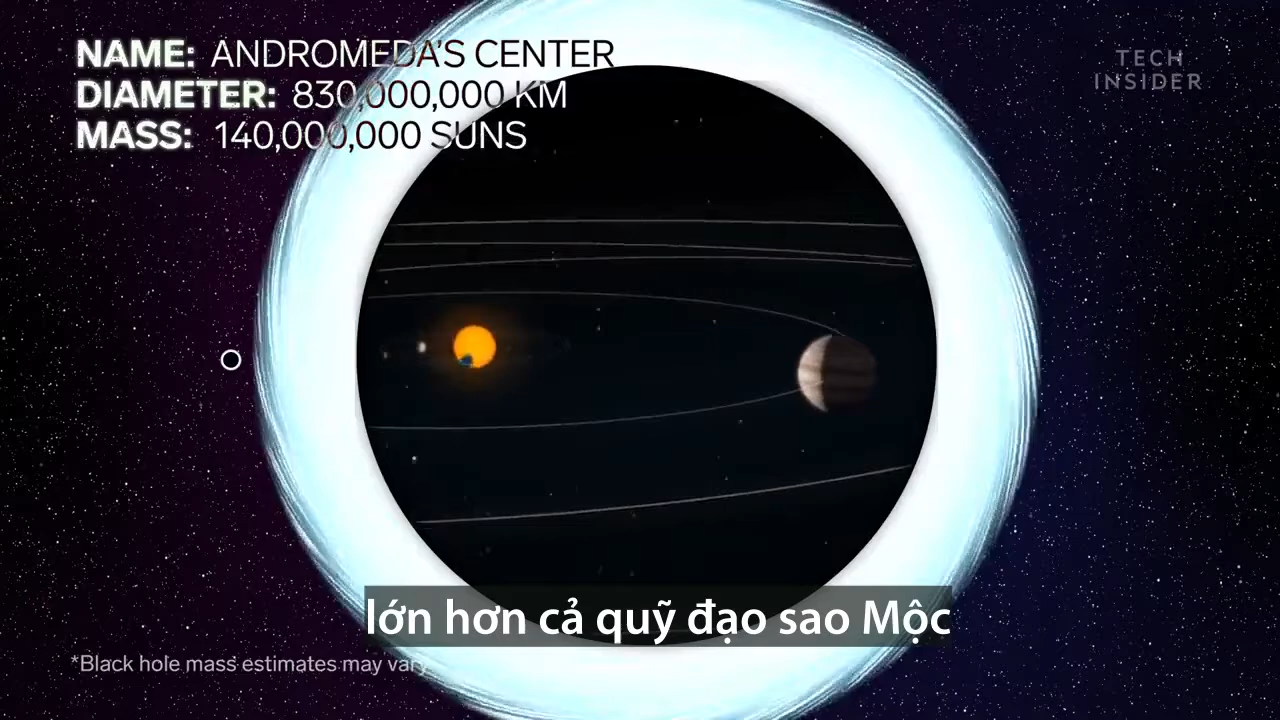 NAME: ANDROMEDA'S CENTER
DIAMETER: 830,000,000 KM
MASS: 140,000,000 SUNS
TECH
INSIDER
lớn hơn cả quỹ đạo sao Mộc
*Black hole mass estimates may vary